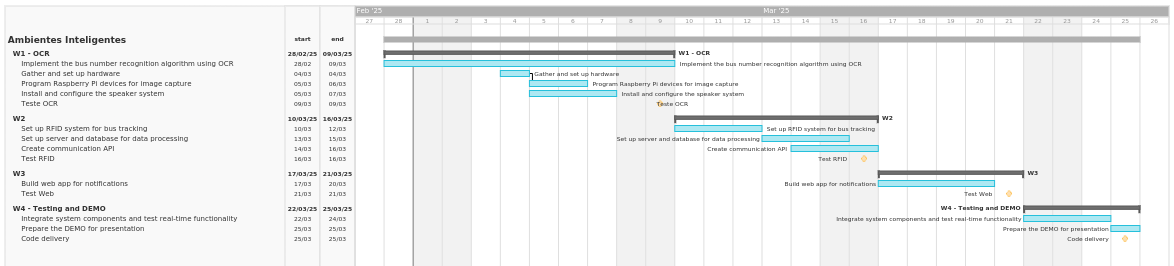 Feb '25 Mar '25
27 28 1 2 3 4 5 6 7 8 9 10 11 12 13 14 15 16 17 18 19 20 21 22 23 24 25 26
Ambientes Inteligentes start end
W1 - OCR 28/02/25 09/03/25 W1 - OCR
Implement the bus number recognition algorithm using OCR 28/02 09/03 Implement the bus number recognition algorithm using OCR
Gather and set up hardware 04/03 04/03 Gather and set up hardware
Program Raspberry Pi devices for image capture 05/03 06/03 Program Raspberry Pi devices for image capture
Install and configure the speaker system 05/03 07/03 Install and configure the speaker system
Teste OCR 09/03 09/03 Teste OCR
W2 10/03/25 16/03/25 W2
Set up RFID system for bus tracking 10/03 12/03 Set up RFID system for bus tracking
Set up server and database for data processing 13/03 15/03 Set up server and database for data processing
Create communication API 14/03 16/03 Create communication API
Test RFID 16/03 16/03 Test RFID
W3 17/03/25 21/03/25 W3
Build web app for notifications 17/03 20/03 Build web app for notifications
Test Web 21/03 21/03 Test Web
W4 - Testing and DEMO 22/03/25 25/03/25 W4 - Testing and DEMO
Integrate system components and test real-time functionality 22/03 24/03 Integrate system components and test real-time functionality
Prepare the DEMO for presentation 25/03 25/03 Prepare the DEMO for presentation
Code delivery 25/03 25/03 Code delivery